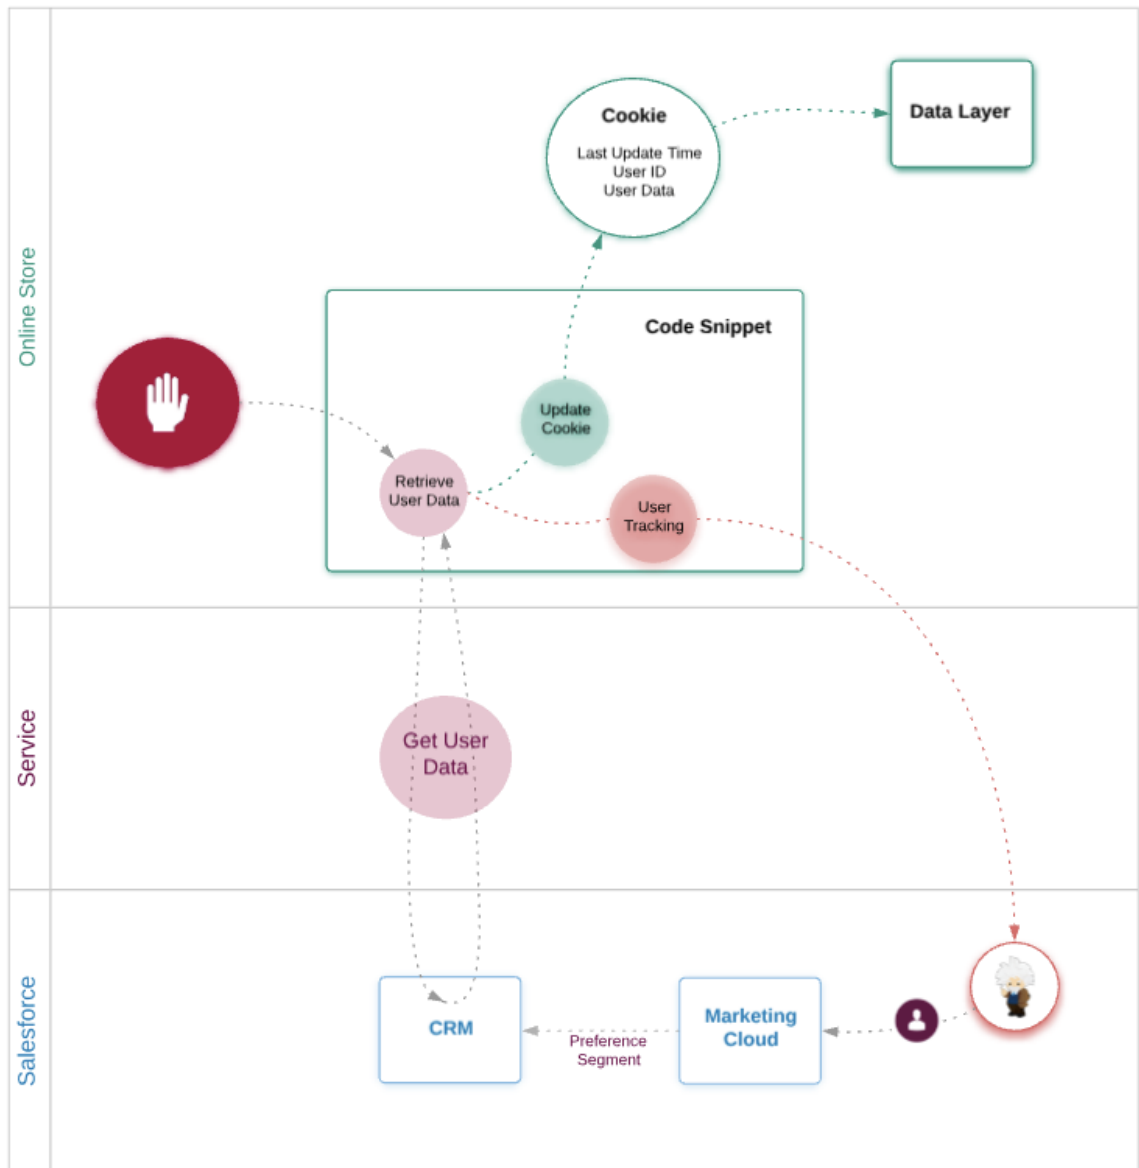 Online Store
Cookie
Last Update Time
User ID
User Data
Data Layer
Code Snippet
Update
Cookie
Retrieve
User Data
User
Tracking
Service
Get User
Data
Salesforce
CRM
Preference
Segment
Marketing
Cloud